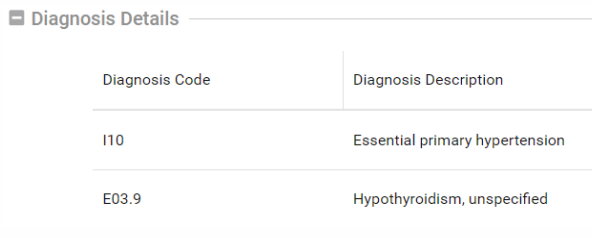 Diagnosis Details
Diagnosis Code Diagnosis Description
I10 Essential primary hypertension
E03.9 Hypothyroidism, unspecified